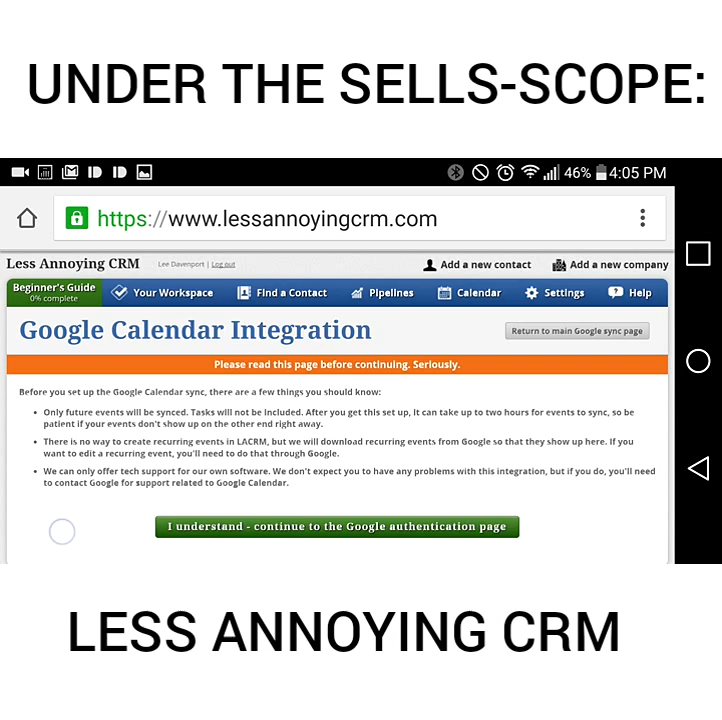 UNDER THE SELLS-SCOPE:
46% 4:05 PM
https://www.lessannoyingcrm.com
Less Annoying CRM Lee Davenport | Log out Add a new contact Add a new company
Beginner's Guide
0% complete
Your Workspace Find a Contact Pipelines Calendar Settings Help
Google Calendar Integration Return to main Google sync page
Please read this page before continuing. Seriously.
Before you set up the Google Calendar sync, there are a few things you should know:
• Only future events will be synced. Tasks will not be included. After you get this set up, it can take up to two hours for events to sync, so be
patient if your events don't show up on the other end right away.
• There is no way to create recurring events in LACRM, but we will download recurring events from Google so that they show up here. If you
want to edit a recurring event, you'll need to do that through Google.
• We can only offer tech support for our own software. We don't expect you to have any problems with this integration, but if you do, you'll need
to contact Google for support related to Google Calendar.
I understand - continue to the Google authentication page
LESS ANNOYING CRM